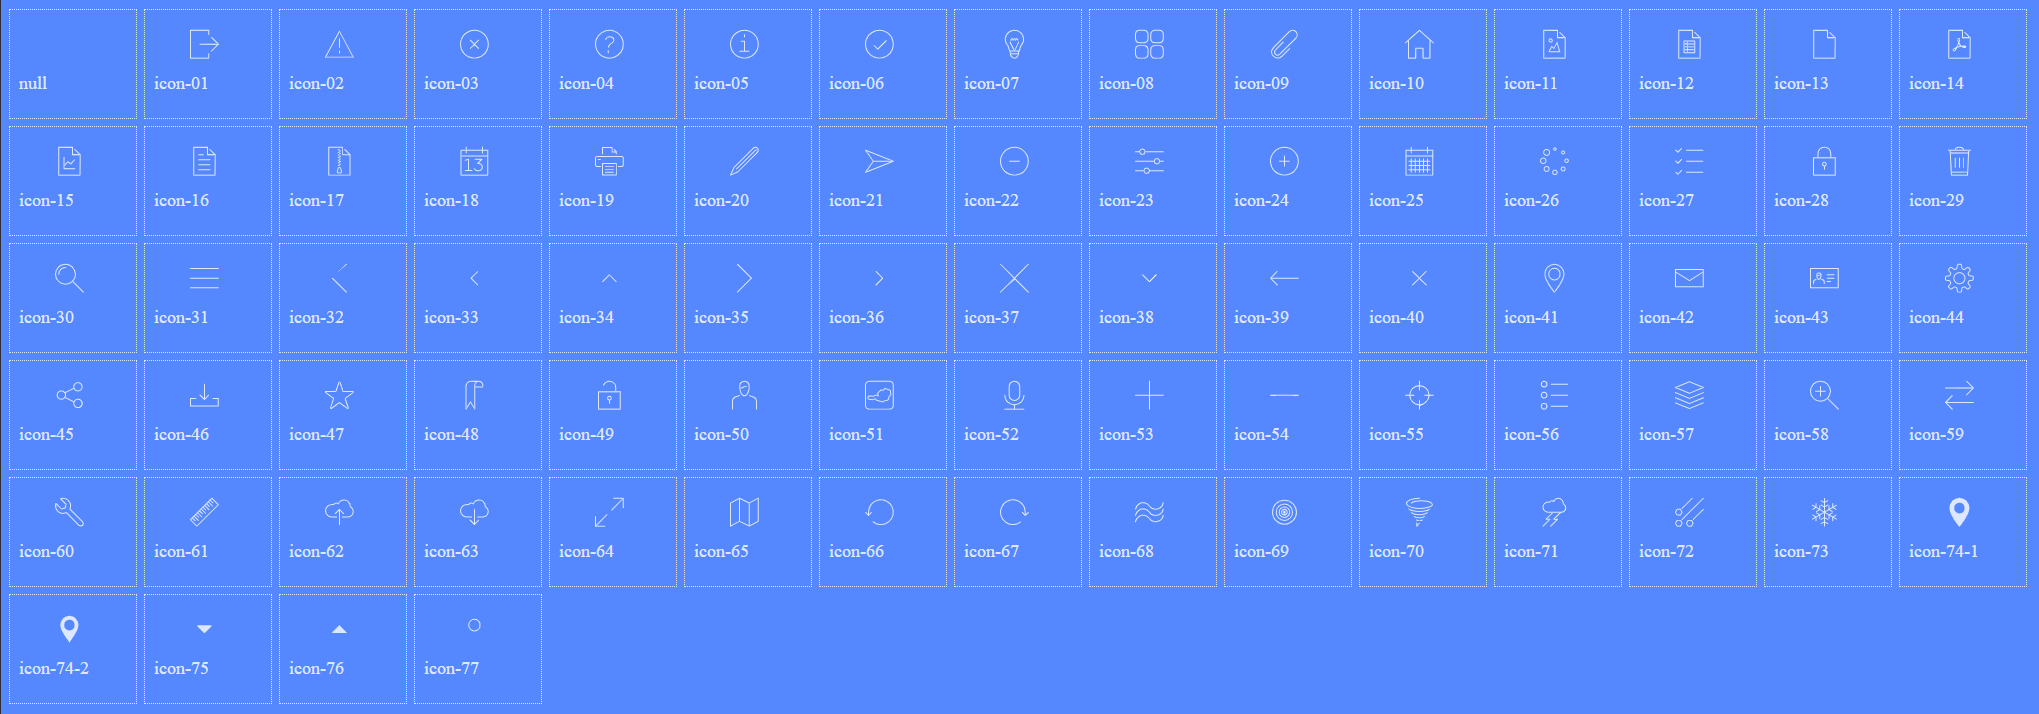 null icon-01 icon-02 icon-03 icon-04 icon-05 icon-06 icon-07 icon-08 icon-09 icon-10 icon-11 icon-12 icon-13 icon-14
13
icon-15 icon-16 icon-17 icon-18 icon-19 icon-20 icon-21 icon-22 icon-23 icon-24 icon-25 icon-26 icon-27 icon-28 icon-29
icon-30 icon-31 icon-32 icon-33 icon-34 icon-35 icon-36 icon-37 icon-38 icon-39 icon-40 icon-41 icon-42 icon-43 icon-44
icon-45 icon-46 icon-47 icon-48 icon-49 icon-50 icon-51 icon-52 icon-53 icon-54 icon-55 icon-56 icon-57 icon-58 icon-59
icon-60 icon-61 icon-62 icon-63 icon-64 icon-65 icon-66 icon-67 icon-68 icon-69 icon-70 icon-71 icon-72 icon-73 icon-74-1
icon-74-2 icon-75 icon-76 icon-77